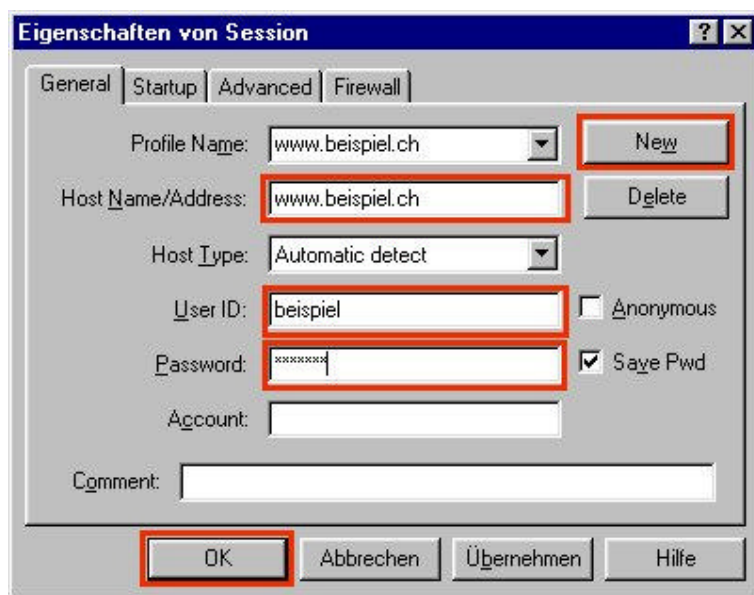 Eigenschaften von Session
General Startup Advanced Firewall
Profile Name: www.beispiel.ch New
Host Name/Address: www.beispiel.ch Delete
Host Type: Automatic detect
User ID: beispiel Anonymous
Password: ******* Save Pwd
Account:
Comment:
OK Abbrechen Übernehmen Hilfe